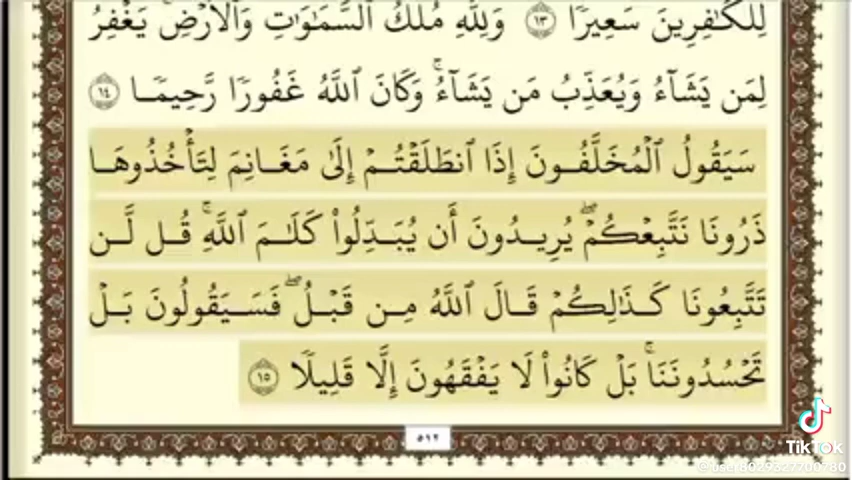 لِلْكَٰفِرِينَ سَعِيرًا ١٣ وَلِلَّهِ مُلْكُ ٱلسَّمَٰوَٰتِ وَٱلْأَرْضِ يَغْفِرُ
لِمَن يَشَآءُ وَيُعَذِّبُ مَن يَشَآءُ ۚ وَكَانَ ٱللَّهُ غَفُورًا رَّحِيمًا ١٤
سَيَقُولُ ٱلْمُخَلَّفُونَ إِذَا ٱنطَلَقْتُمْ إِلَىٰ مَغَانِمَ لِتَأْخُذُوهَا
ذَرُونَا نَتَّبِعْكُمْ ۖ يُرِيدُونَ أَن يُبَدِّلُوا۟ كَلَٰمَ ٱللَّهِ ۚ قُل لَّن
تَتَّبِعُونَا كَذَٰلِكُمْ قَالَ ٱللَّهُ مِن قَبْلُ ۖ فَسَيَقُولُونَ بَلْ
تَحْسُدُونَنَا ۚ بَلْ كَانُوا۟ لَا يَفْقَهُونَ إِلَّا قَلِيلًا ١٥
٥١٢
TikTok
@user8029327700780